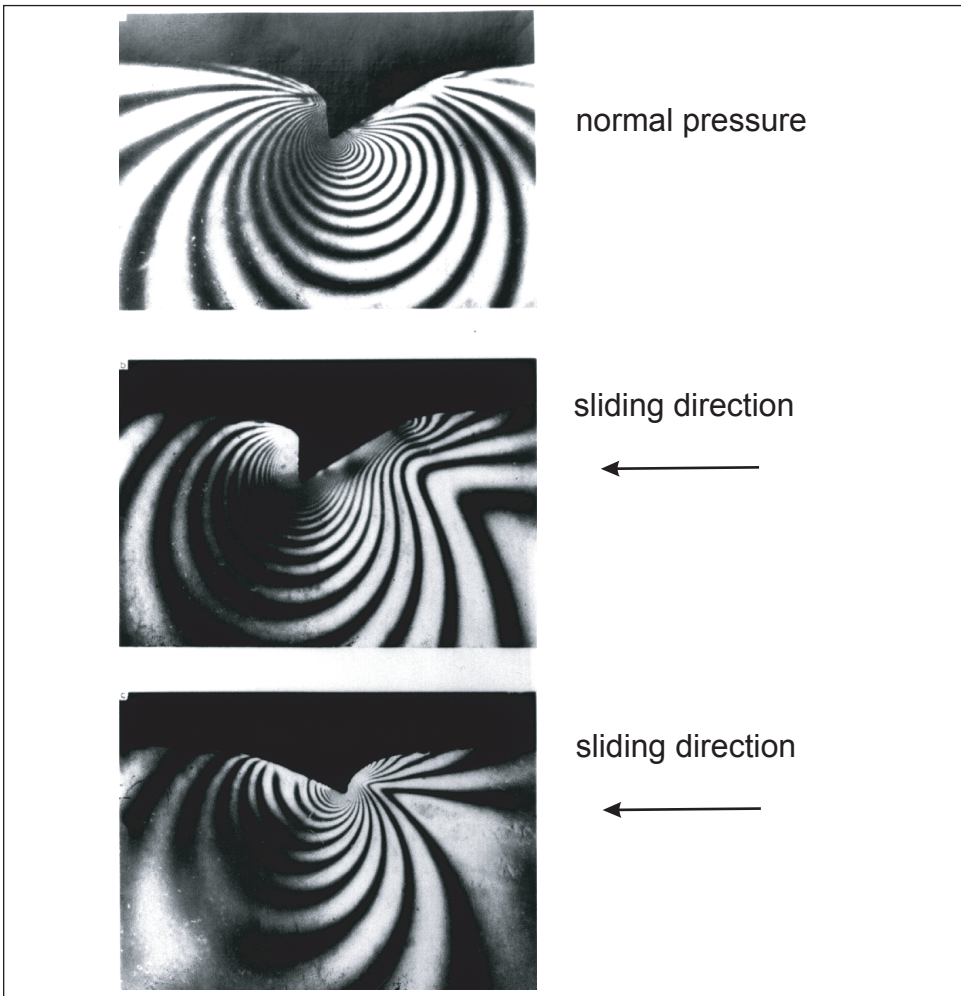 normal pressure
b
sliding direction
c
sliding direction